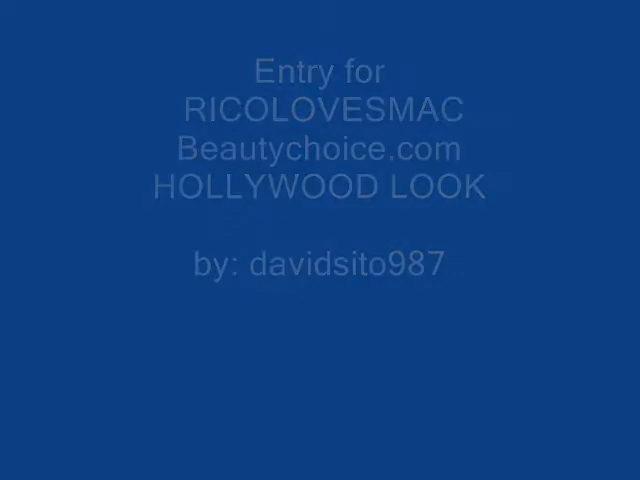 Entry for
RICOLOVESMAC
Beautychoice.com
HOLLYWOOD LOOK
by: davidsito987